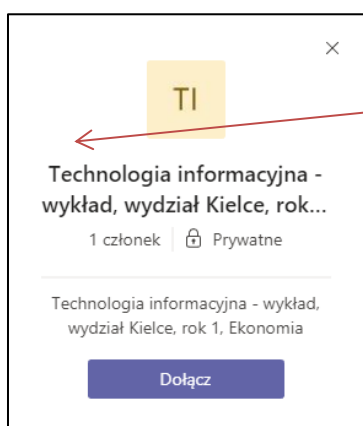 TI
Technologia informacyjna -
wykład, wydział Kielce, rok...
1 członek Prywatne
Technologia informacyjna - wykład,
wydział Kielce, rok 1, Ekonomia
Dołącz